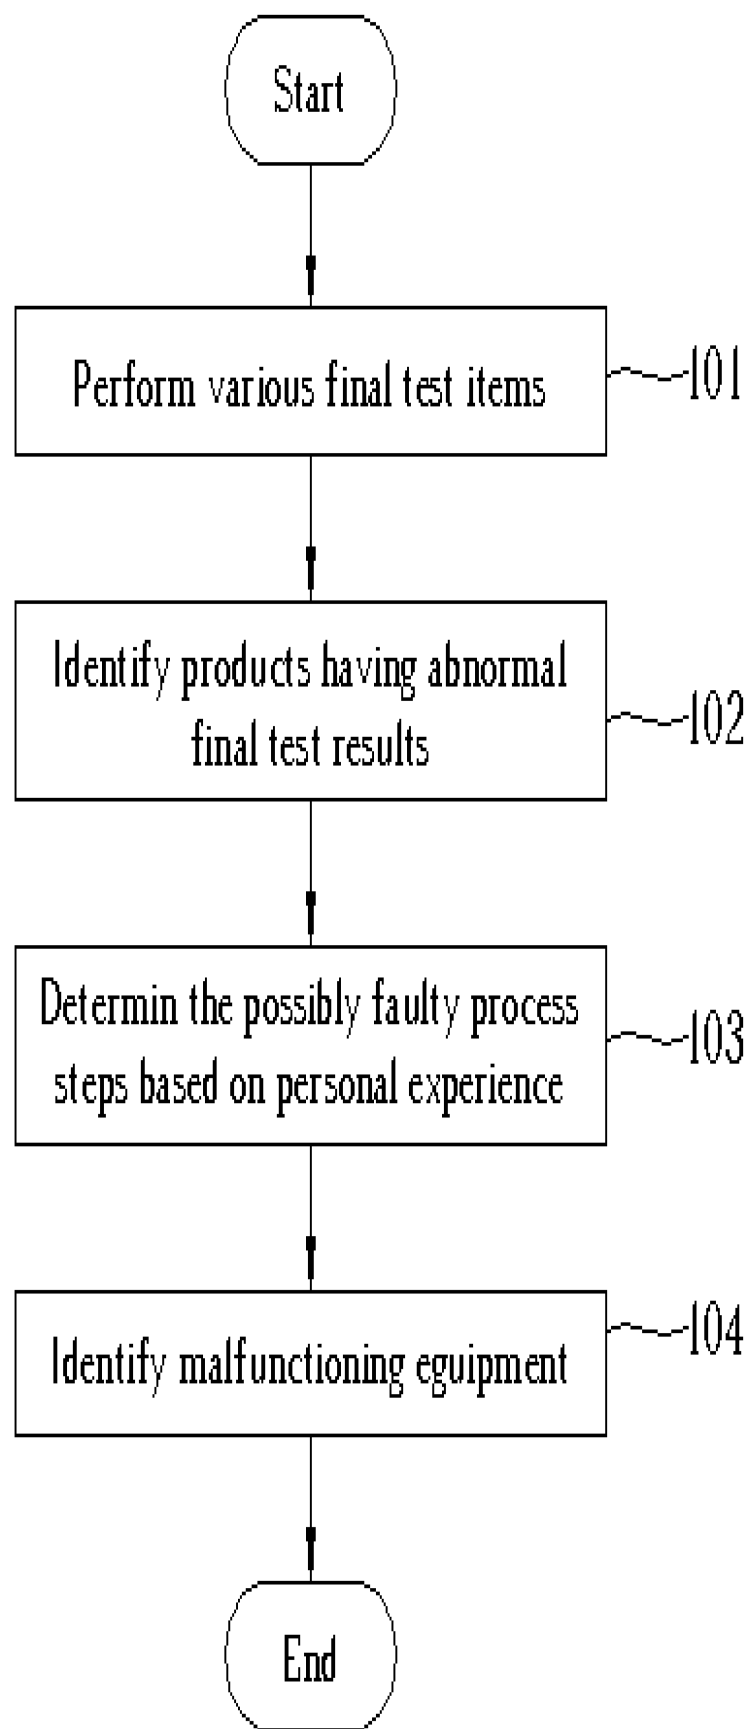 Start
Perform various final test items
101
Identify products having abnormal
final test results
102
Determin the possibly faulty process
steps based on personal experience
103
Identify malfunctioning eguipment
104
End